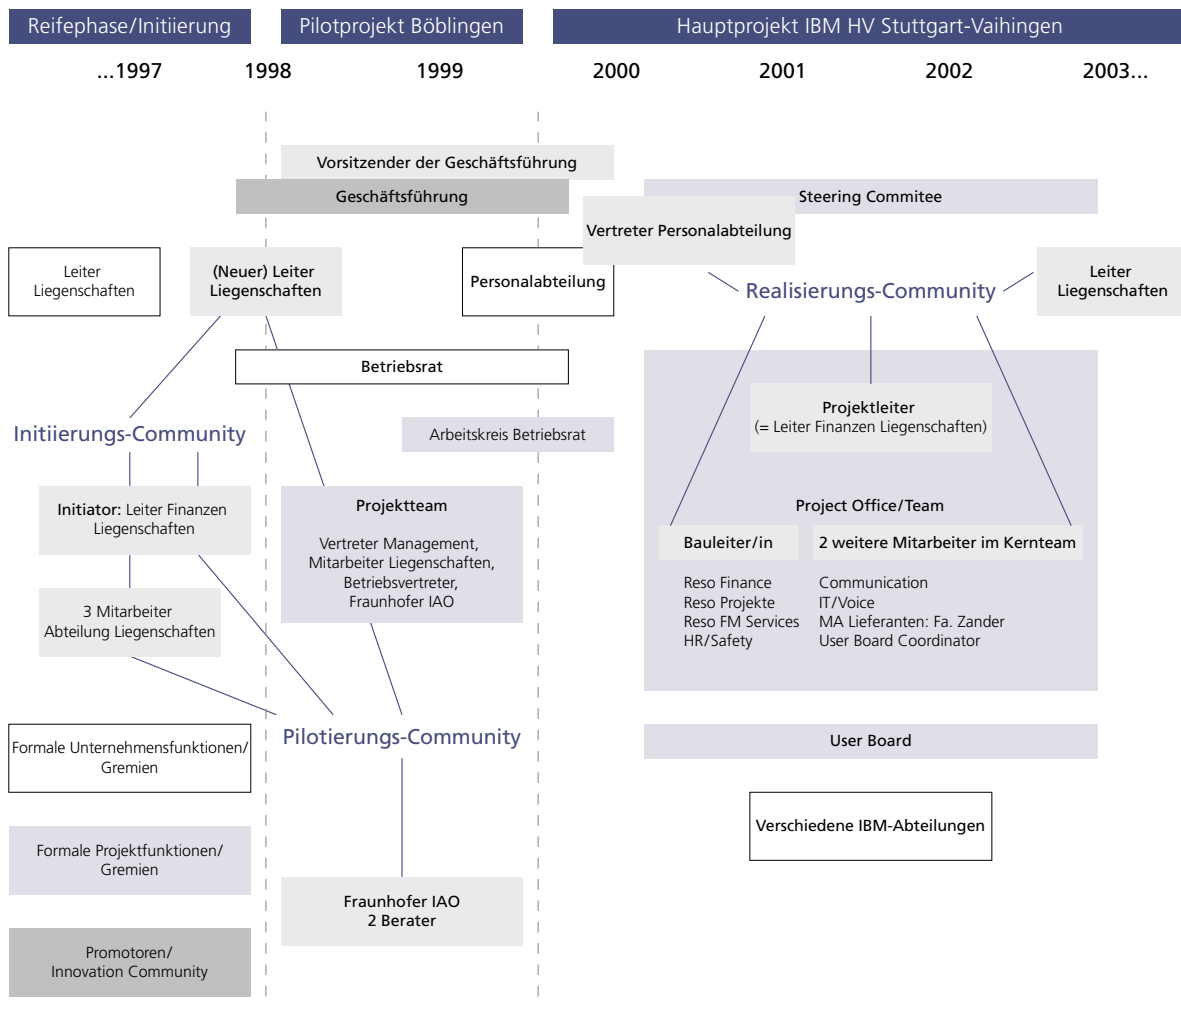 Reifephase/Initiierung
Pilotprojekt Böblingen
Hauptprojekt IBM HV Stuttgart-Vaihingen
...1997
1998
1999
2000
2001
2002
2003...
Vorsitzender der Geschäftsführung
Geschäftsführung
Steering Commitee
Vertreter Personalabteilung
Leiter
Liegenschaften
(Neuer) Leiter
Liegenschaften
Personalabteilung
Realisierungs-Community
Leiter
Liegenschaften
Betriebsrat
Initiierungs-Community
Arbeitskreis Betriebsrat
Projektleiter
(= Leiter Finanzen Liegenschaften)
Initiator: Leiter Finanzen
Liegenschaften
Projektteam
Vertreter Management,
Mitarbeiter Liegenschaften,
Betriebsvertreter,
Fraunhofer IAO
Project Office/Team
Bauleiter/in
2 weitere Mitarbeiter im Kernteam
Reso Finance
Reso Projekte
Reso FM Services
HR/Safety
Communication
IT/Voice
MA Lieferanten: Fa. Zander
User Board Coordinator
3 Mitarbeiter
Abteilung Liegenschaften
Pilotierungs-Community
User Board
Formale Unternehmensfunktionen/
Gremien
Verschiedene IBM-Abteilungen
Formale Projektfunktionen/
Gremien
Fraunhofer IAO
2 Berater
Promotoren/
Innovation Community